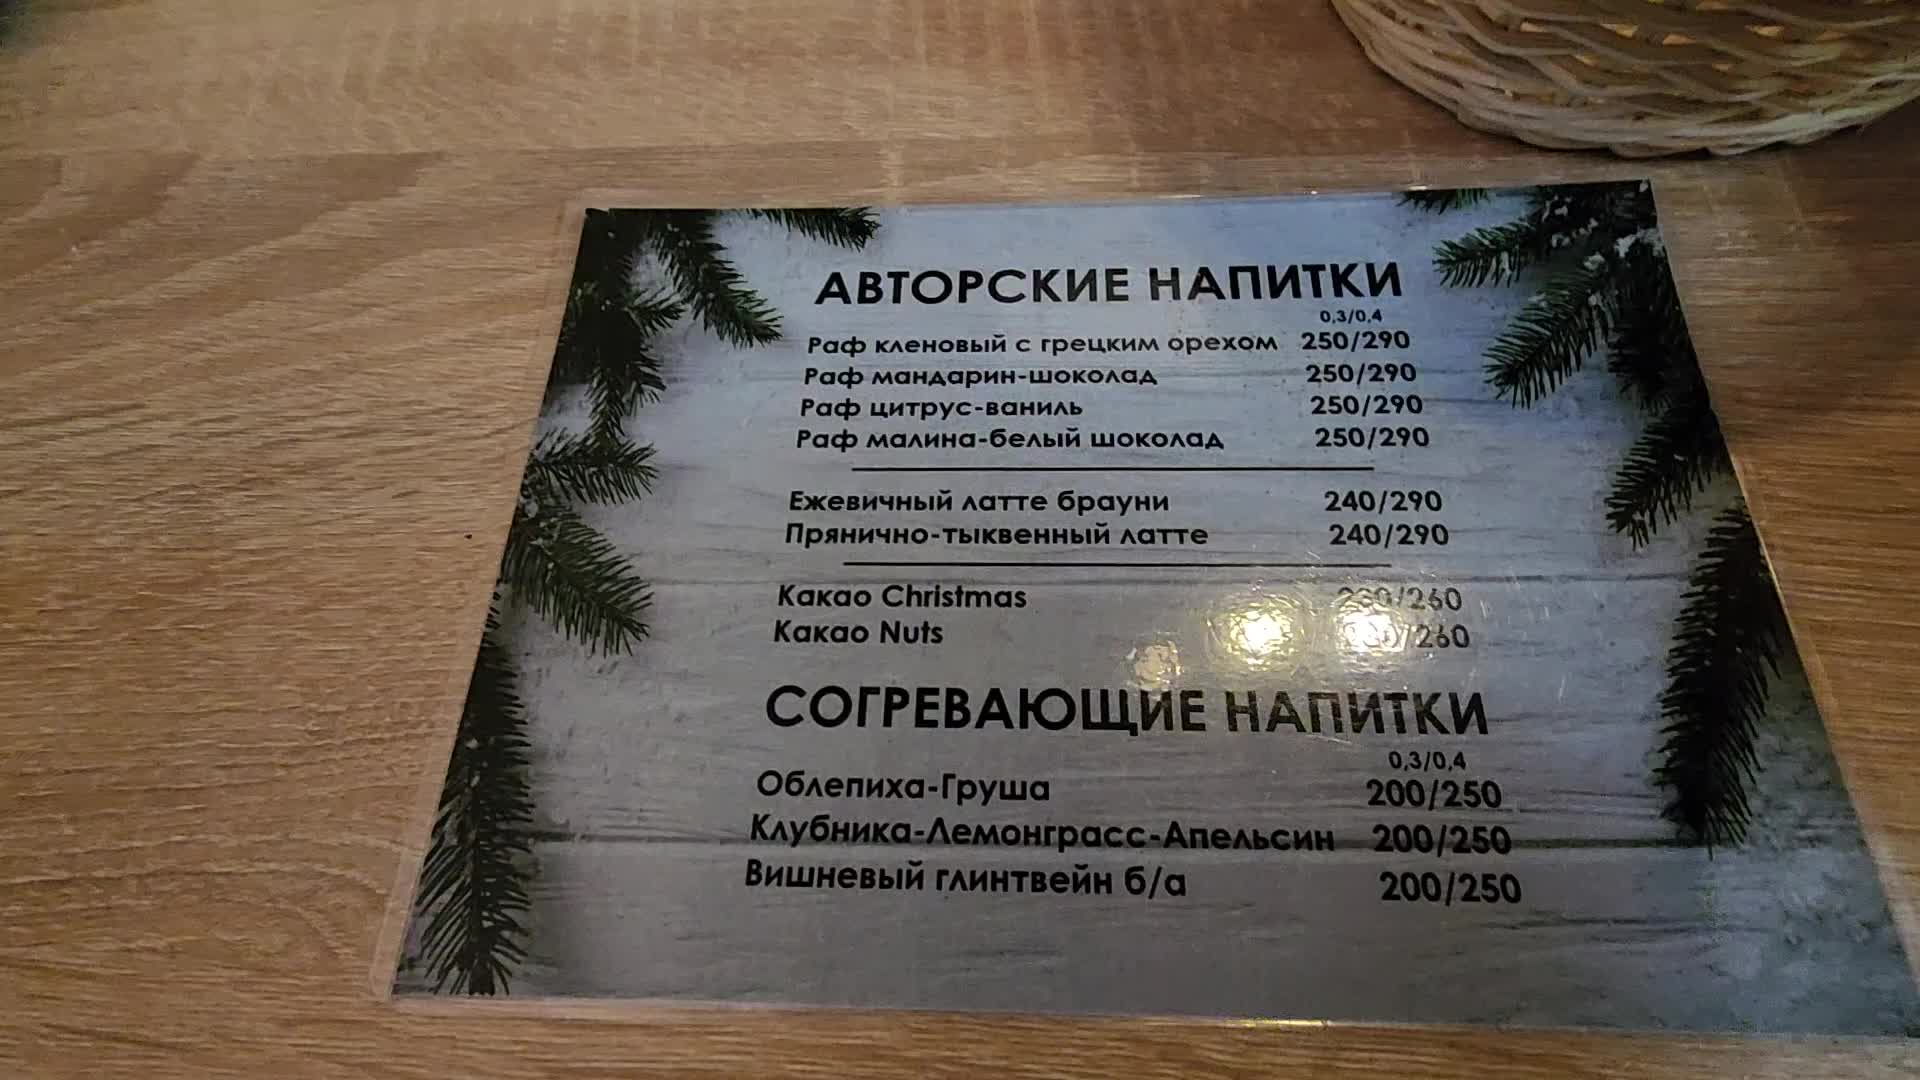 АВТОРСКИЕ НАПИТКИ
0,3/0,4
Раф кленовый с грецким орехом 250/290
Раф мандарин-шоколад 250/290
Раф цитрус-ваниль 250/290
Раф малина-белый шоколад 250/290
Ежевичный латте брауни 240/290
Прянично-тыквенный латте 240/290
Какао Christmas /260
Какао Nuts /260
СОГРЕВАЮЩИЕ НАПИТКИ
0,3/0,4
Облепиха-Груша 200/250
Клубника-Лемонграсс-Апельсин 200/250
Вишневый глинтвейн б/а 200/250